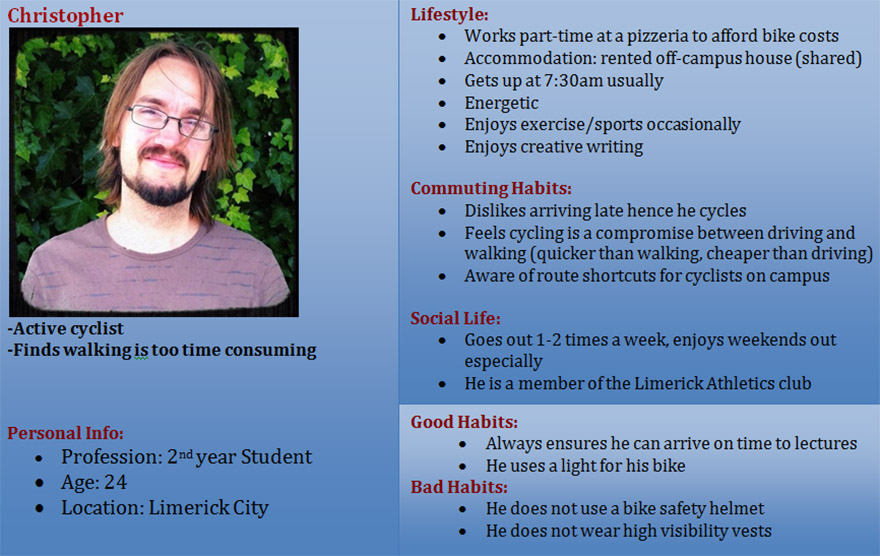 Christopher
-Active cyclist
-Finds walking is too time consuming
Personal Info:
• Profession: 2nd year Student
• Age: 24
• Location: Limerick City
Lifestyle:
• Works part-time at a pizzeria to afford bike costs
• Accommodation: rented off-campus house (shared)
• Gets up at 7:30am usually
• Energetic
• Enjoys exercise/sports occasionally
• Enjoys creative writing
Commuting Habits:
• Dislikes arriving late hence he cycles
• Feels cycling is a compromise between driving and
walking (quicker than walking, cheaper than driving)
• Aware of route shortcuts for cyclists on campus
Social Life:
• Goes out 1-2 times a week, enjoys weekends out
especially
• He is a member of the Limerick Athletics club
Good Habits:
• Always ensures he can arrive on time to lectures
• He uses a light for his bike
Bad Habits:
• He does not use a bike safety helmet
• He does not wear high visibility vests